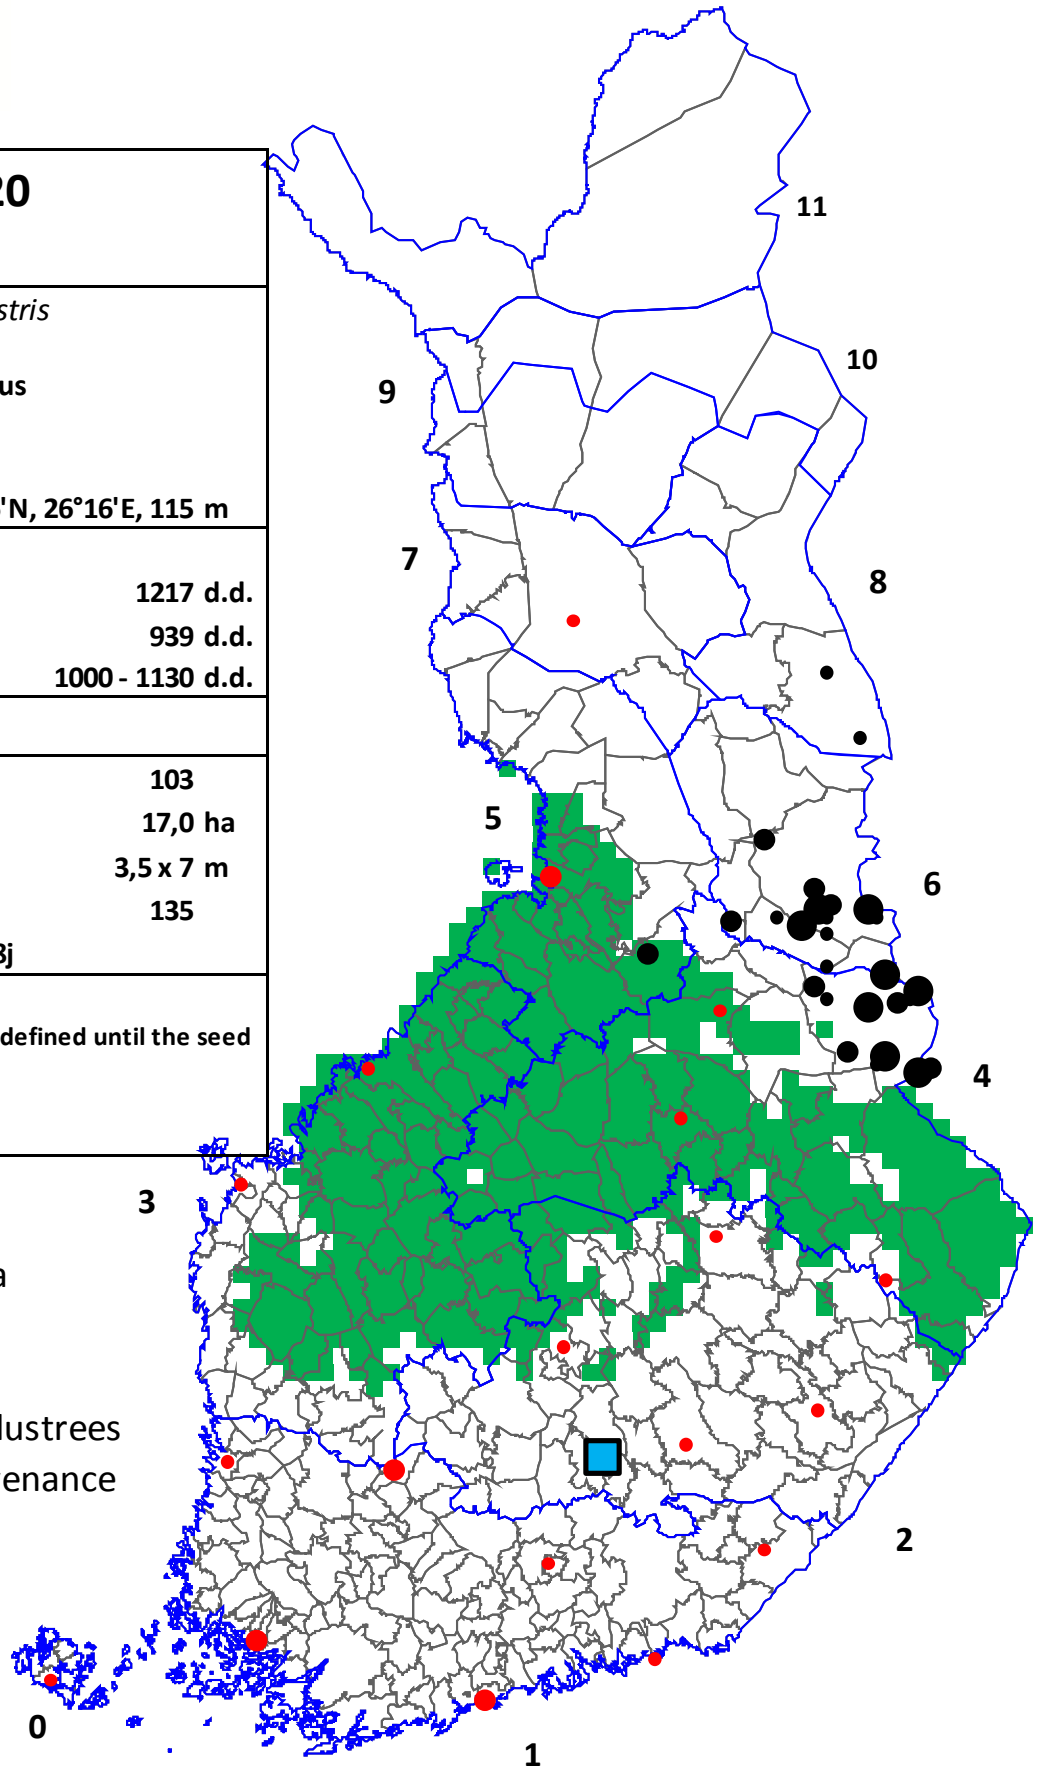 20
stris
us
'N, 26°16'E, 115 m
1217 d.d.
939 d.d.
1000 - 1130 d.d.
103
17,0 ha
3,5 x 7 m
135
3j
defined until the seed
a
lustrees
venance
11
10
9
8
7
6
5
4
3
2
1
0